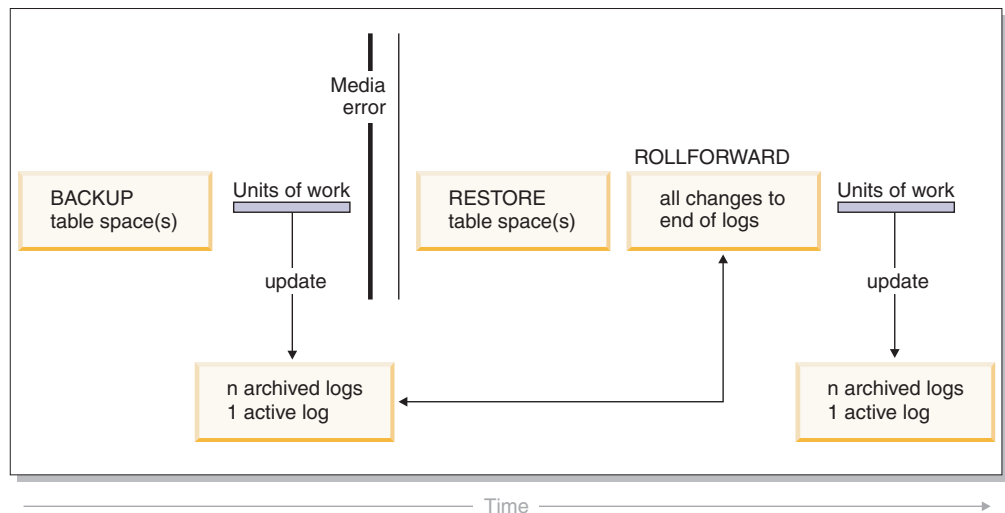 Media
error
ROLLFORWARD
BACKUP
table space(s)
Units of work
RESTORE
table space(s)
all changes to
end of logs
Units of work
update
update
n archived logs
1 active log
n archived logs
1 active log
Time